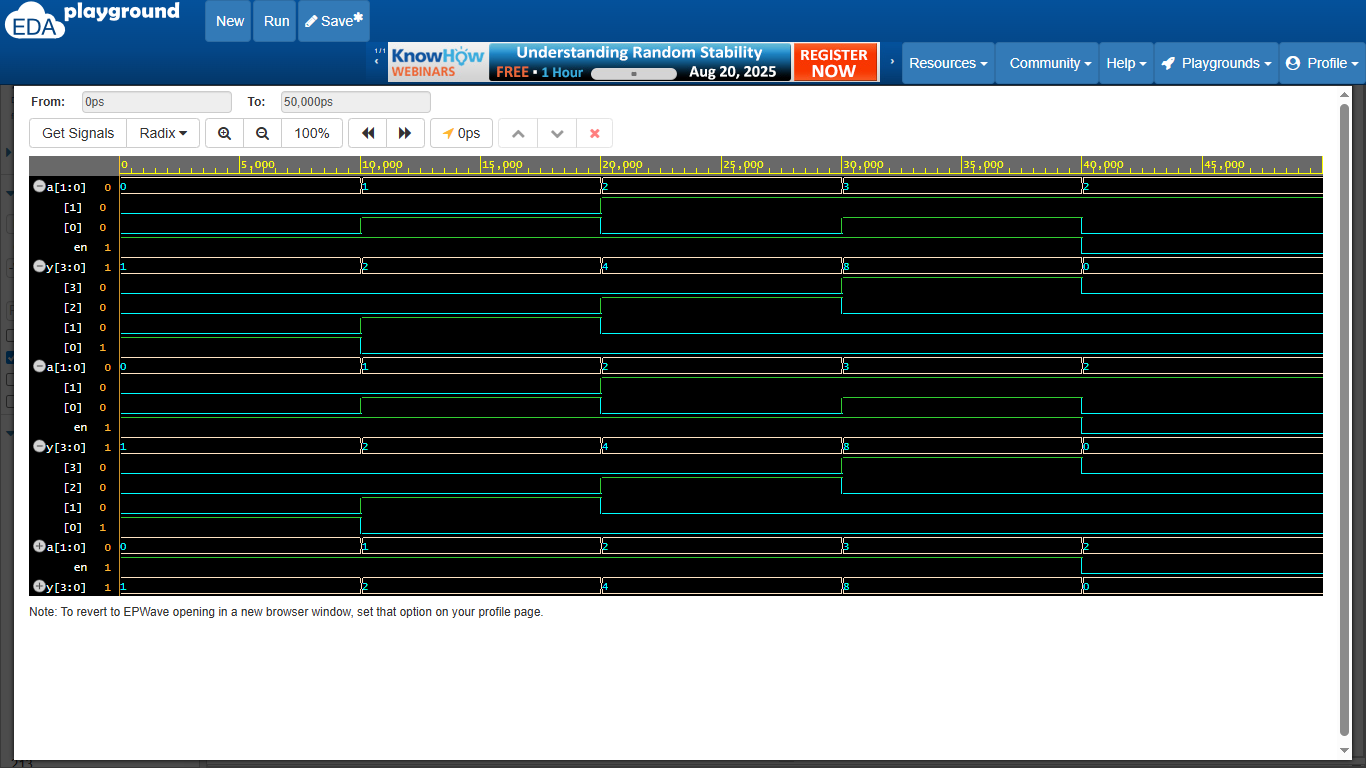 EDA playground
New Run Save*
1/1
KnowHow WEBINARS
Understanding Random Stability
FREE • 1 Hour Aug 20, 2025
REGISTER NOW
Resources Community Help Playgrounds Profile
From: 0ps To: 50,000ps
Get Signals Radix 100% 0ps
0 5,000 10,000 15,000 20,000 25,000 30,000 35,000 40,000 45,000
a[1:0] 0 0 1 2 3 2
[1] 0
[0] 0
en 1
y[3:0] 1 1 2 4 8 0
[3] 0
[2] 0
[1] 0
[0] 1
a[1:0] 0 0 1 2 3 2
[1] 0
[0] 0
en 1
y[3:0] 1 1 2 4 8 0
[3] 0
[2] 0
[1] 0
[0] 1
a[1:0] 0 0 1 2 3 2
en 1
y[3:0] 1 1 2 4 8 0
Note: To revert to EPWave opening in a new browser window, set that option on your profile page.